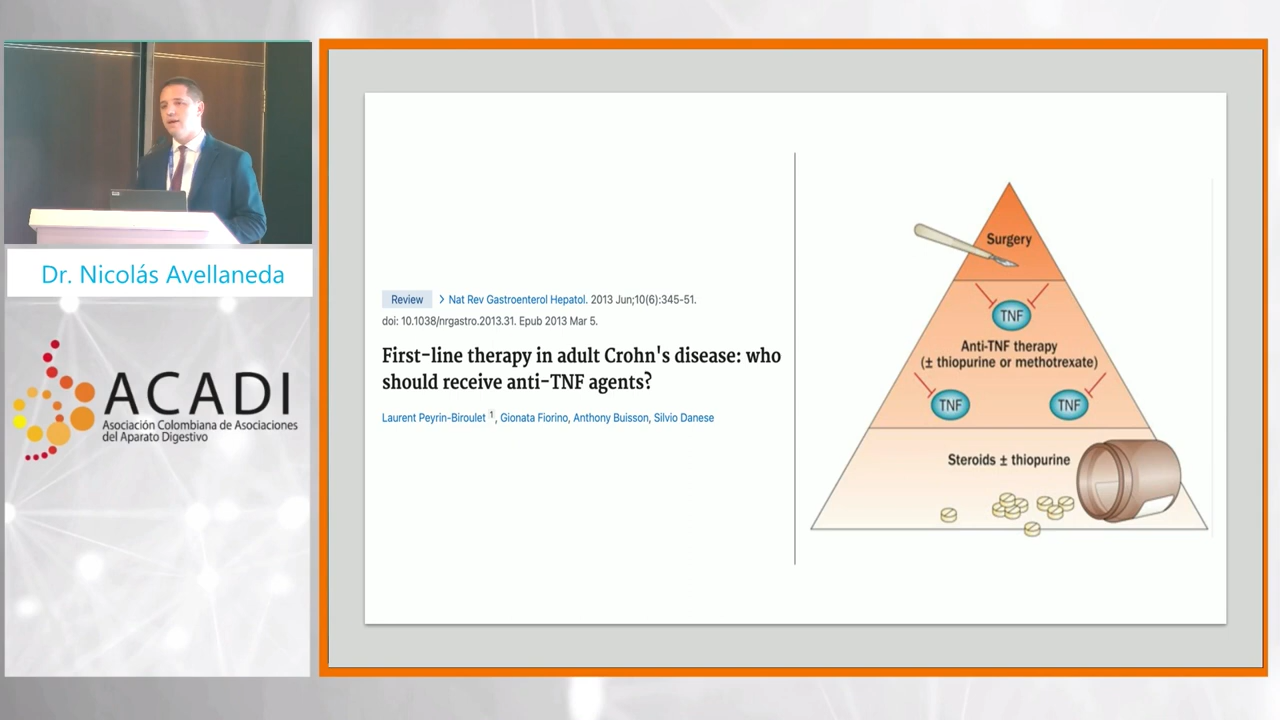 Dr. Nicolás Avellaneda
ACADI
Asociación Colombiana de Asociaciones
del Aparato Digestivo
Review > Nat Rev Gastroenterol Hepatol. 2013 Jun;10(6):345-51.
doi: 10.1038/nrgastro.2013.31. Epub 2013 Mar 5.
First-line therapy in adult Crohn's disease: who
should receive anti-TNF agents?
Laurent Peyrin-Biroulet 1, Gionata Fiorino, Anthony Buisson, Silvio Danese
Surgery
TNF
Anti-TNF therapy
(± thiopurine or methotrexate)
TNF TNF
Steroids ± thiopurine